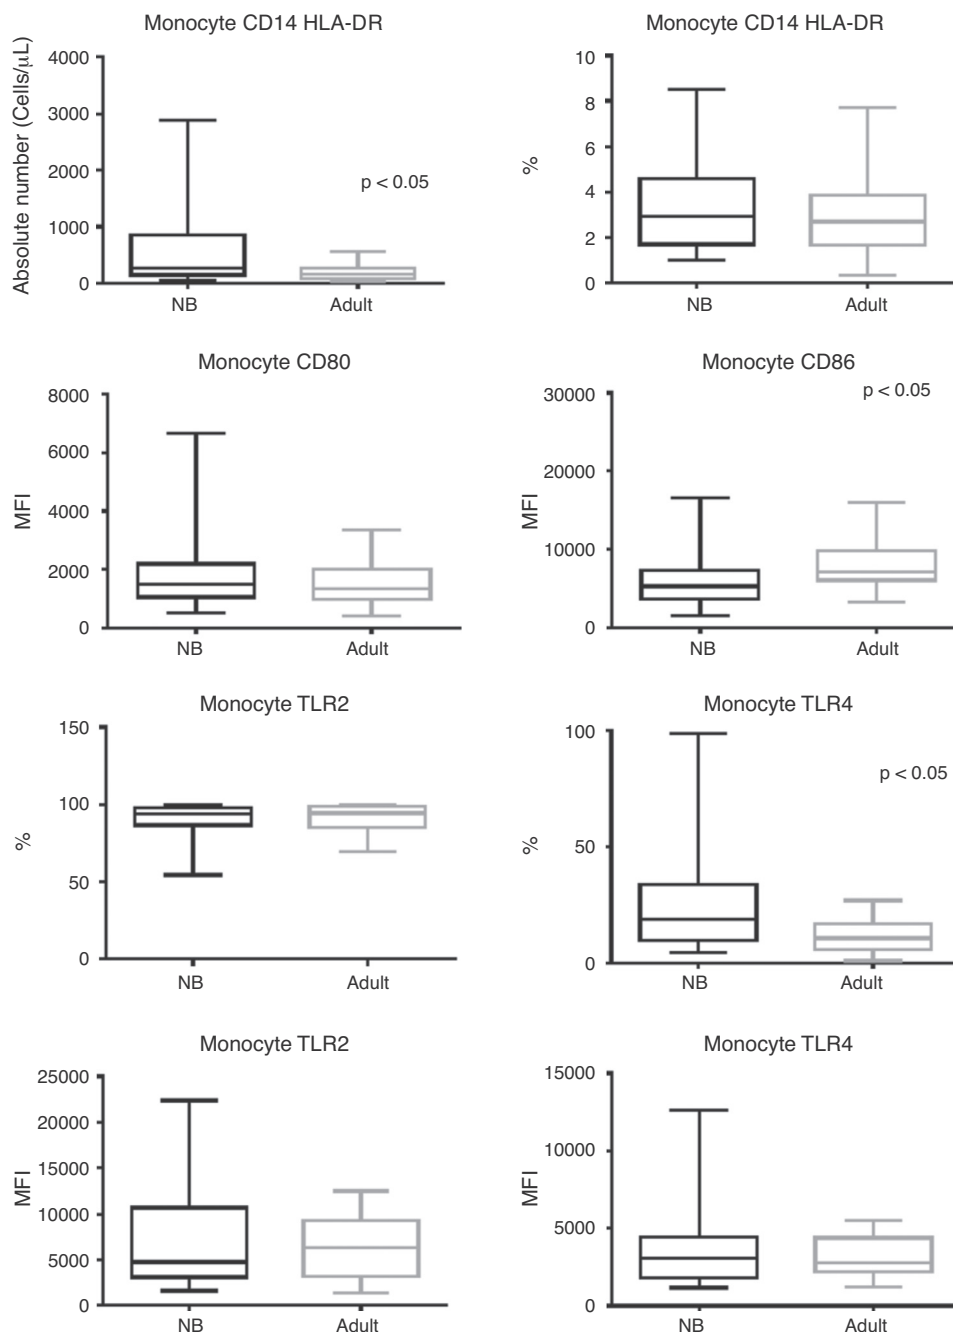 Monocyte CD14 HLA-DR
Absolute number (Cells/µL)
4000
3000
2000
1000
0
p < 0.05
NB
Adult
Monocyte CD14 HLA-DR
%
10
8
6
4
2
0
NB
Adult
Monocyte CD80
MFI
8000
6000
4000
2000
0
NB
Adult
Monocyte CD86
MFI
30000
20000
10000
0
p < 0.05
NB
Adult
Monocyte TLR2
%
150
100
50
0
NB
Adult
Monocyte TLR4
%
100
50
0
p < 0.05
NB
Adult
Monocyte TLR2
MFI
25000
20000
15000
10000
5000
0
NB
Adult
Monocyte TLR4
MFI
15000
10000
5000
0
NB
Adult